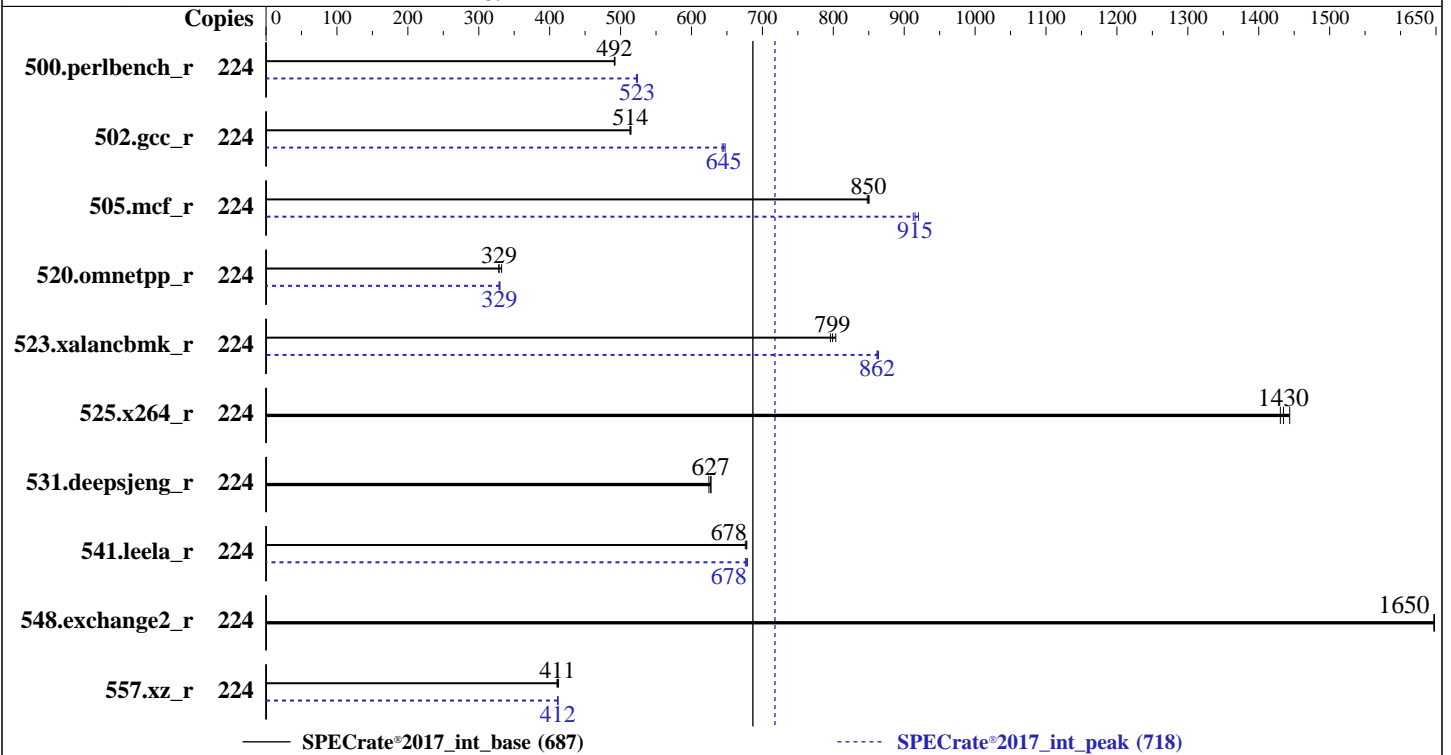 Copies 0 100 200 300 400 500 600 700 800 900 1000 1100 1200 1300 1400 1500 1650
500.perlbench_r 224 492
523
502.gcc_r 224 514
645
505.mcf_r 224 850
915
520.omnetpp_r 224 329
329
523.xalancbmk_r 224 799
862
525.x264_r 224 1430
531.deepsjeng_r 224 627
541.leela_r 224 678
678
548.exchange2_r 224 1650
557.xz_r 224 411
412
SPECrate®2017_int_base (687) SPECrate®2017_int_peak (718)